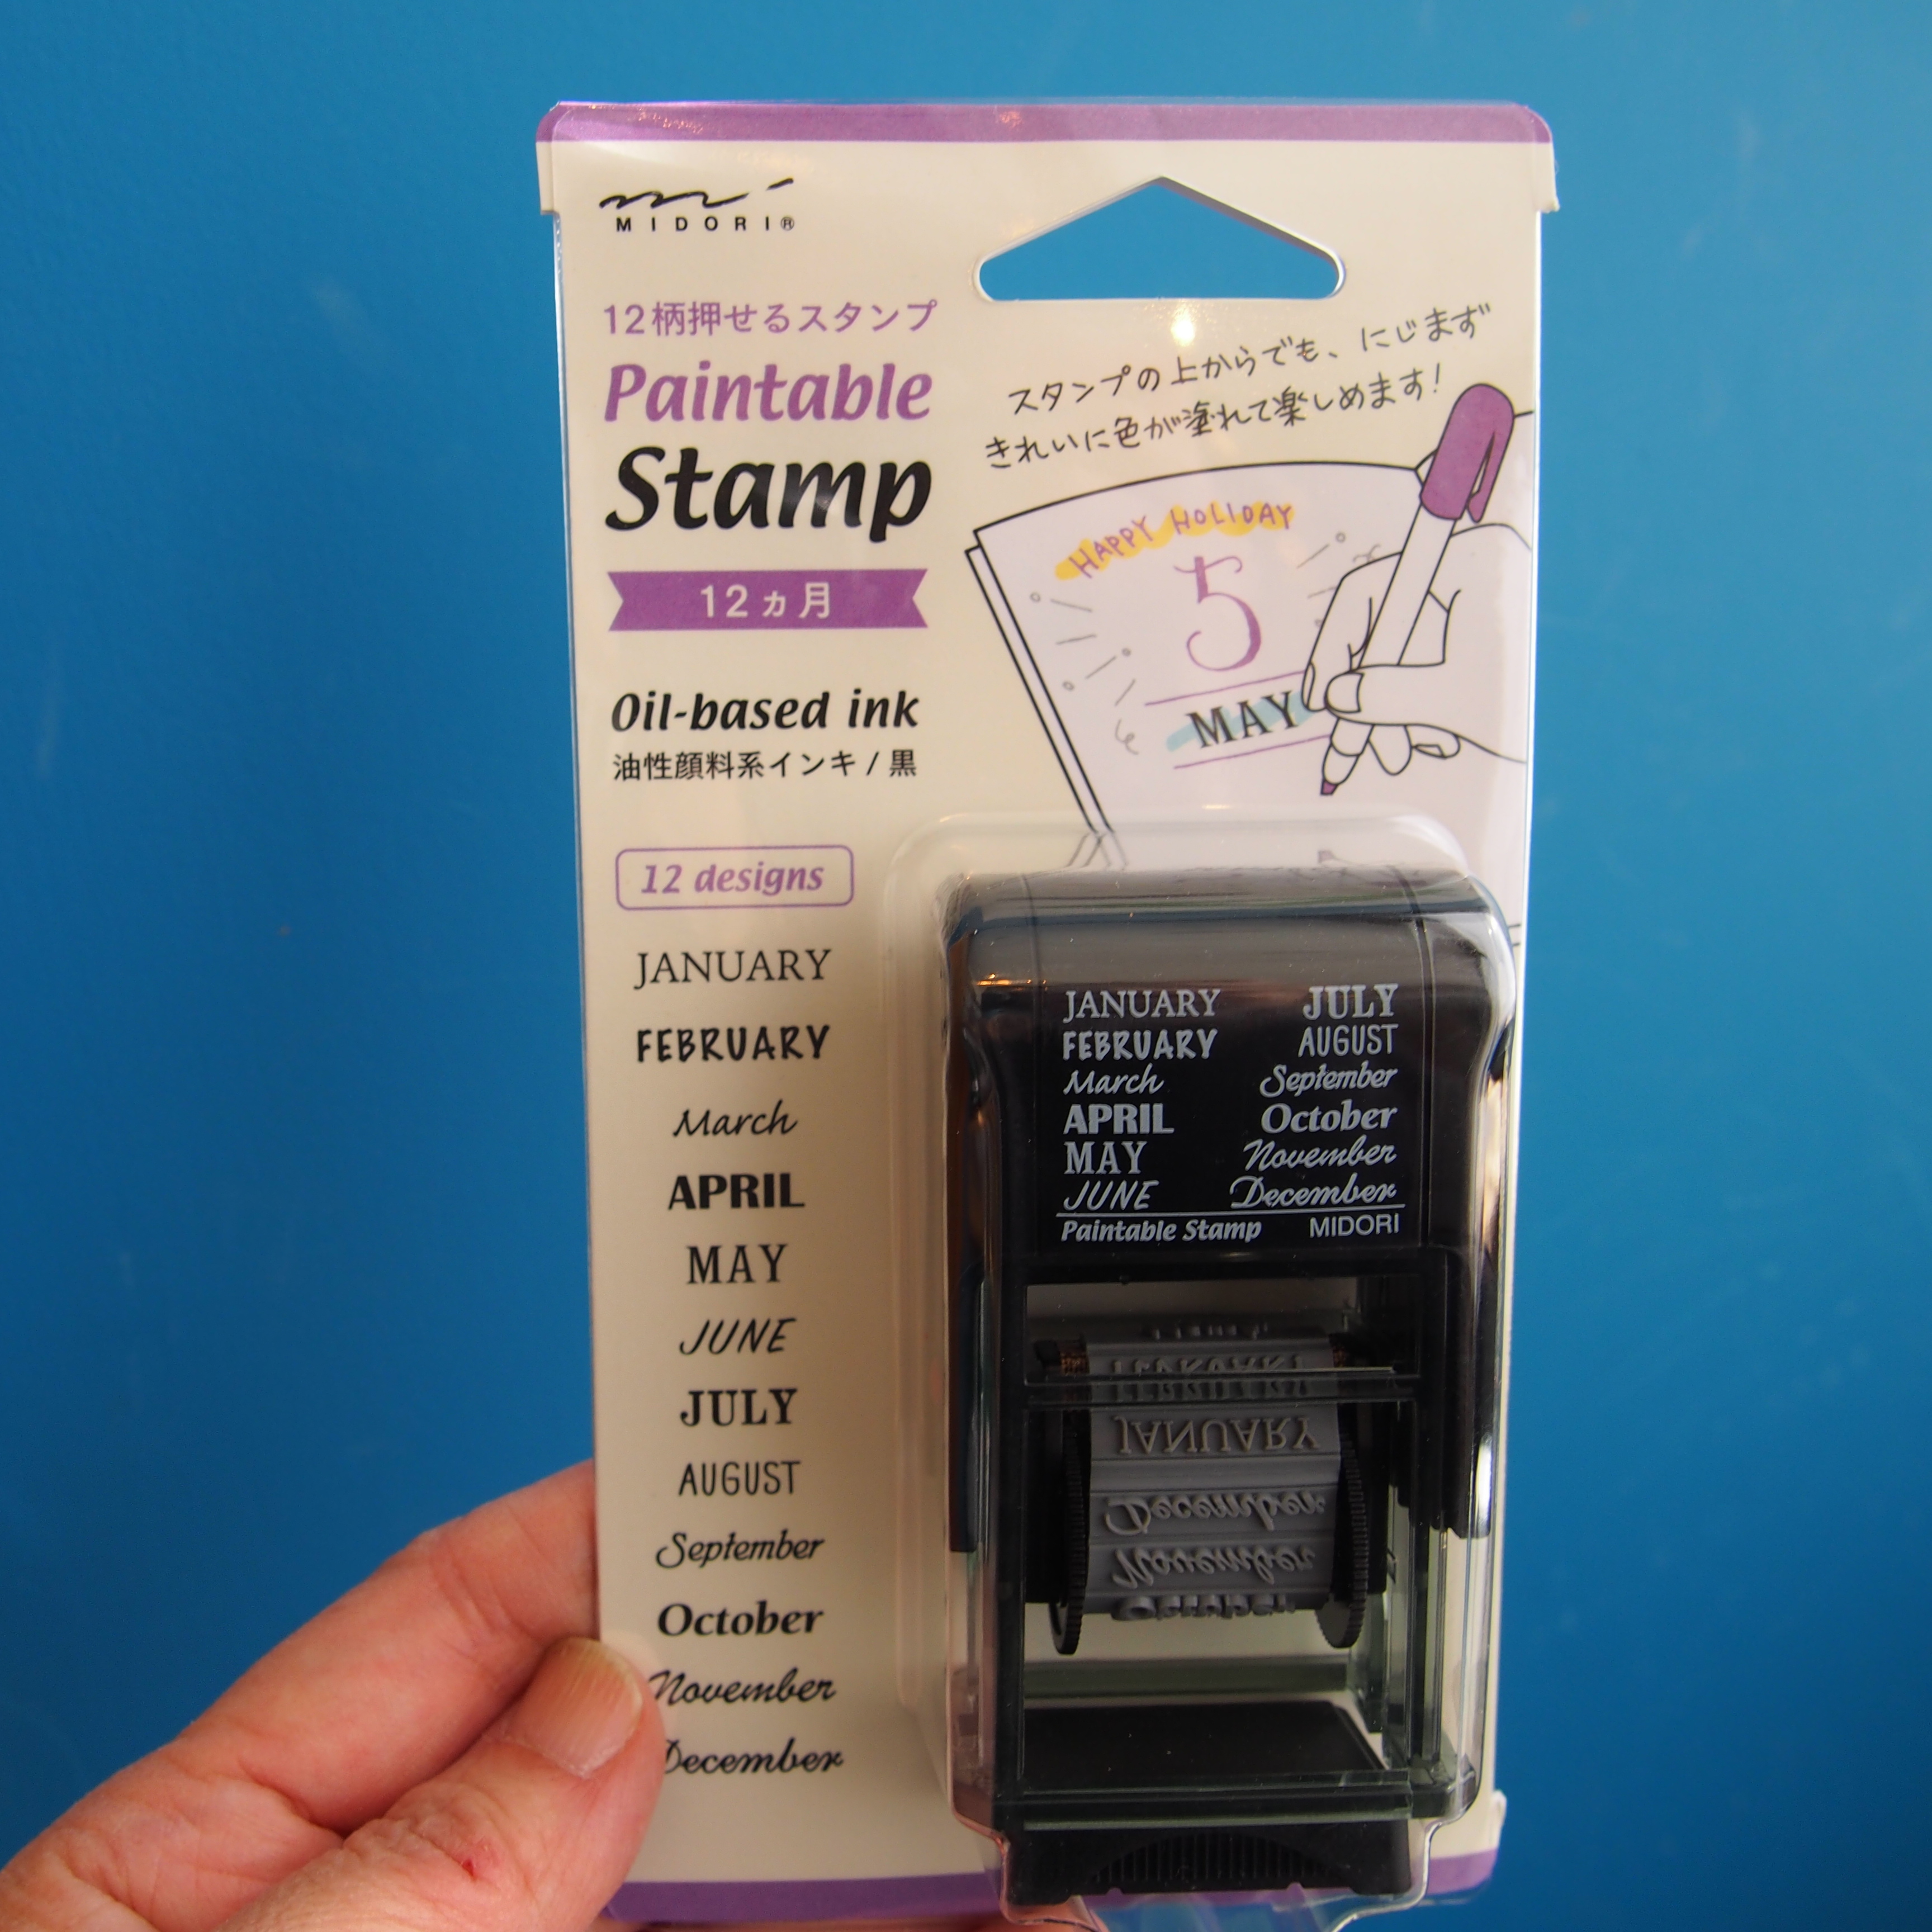 MIDORI®
12柄押せるスタンプ
Paintable
Stamp
12ヵ月
Oil-based ink
油性顔料系インキ / 黒
スタンプの上からでも、にじまず
きれいに色が塗れて楽しめます!
HAPPY HOLIDAY
5
MAY
12 designs
JANUARY
FEBRUARY
March
APRIL
MAY
JUNE
JULY
AUGUST
September
October
November
December
JANUARY JULY
FEBRUARY AUGUST
March September
APRIL October
MAY November
JUNE December
Paintable Stamp MIDORI
FEBRUARY
JANUARY
December
November
October